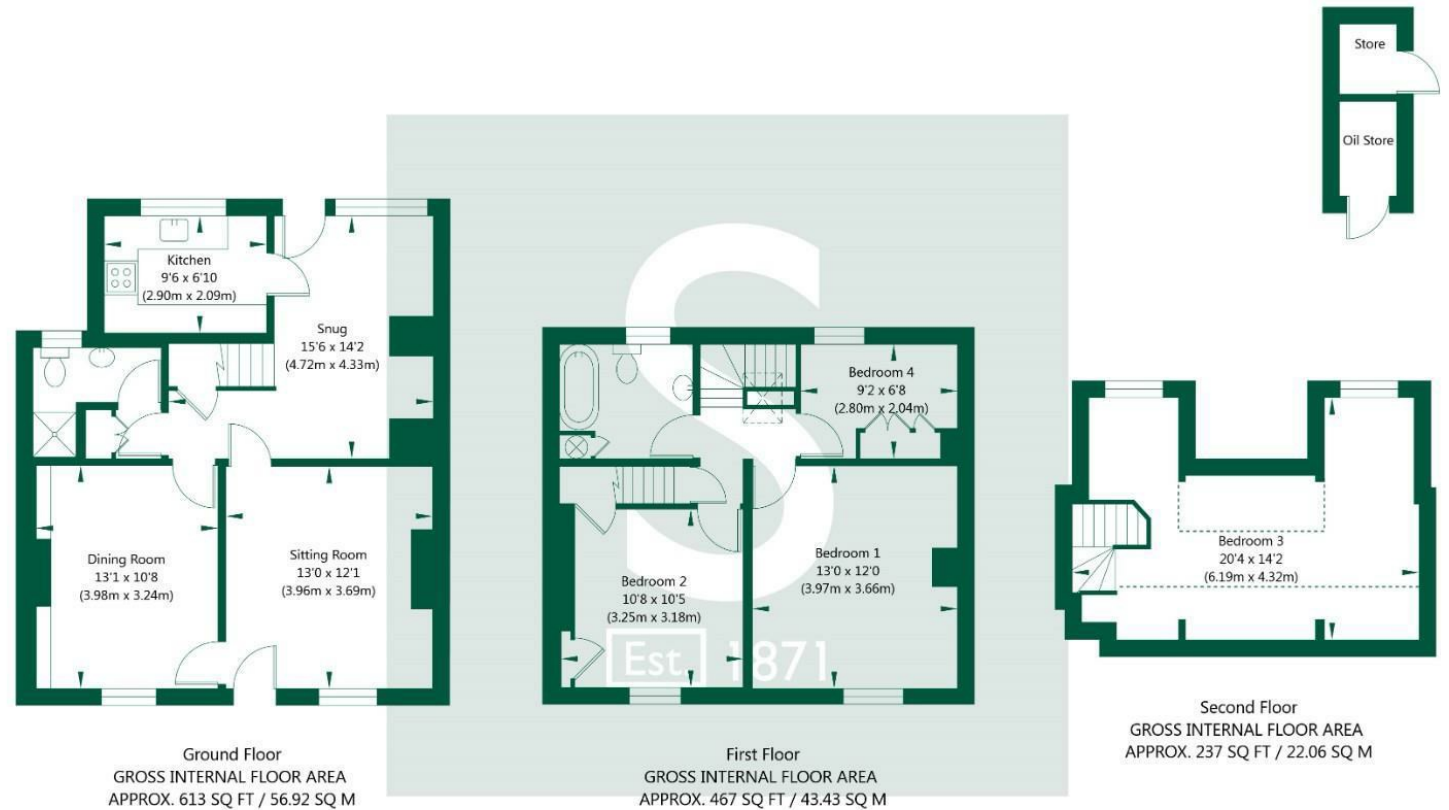 Store
Oil Store
Kitchen
9'6 x 6'10
(2.90m x 2.09m)
Snug
15'6 x 14'2
(4.72m x 4.33m)
Dining Room
13'1 x 10'8
(3.98m x 3.24m)
Sitting Room
13'0 x 12'1
(3.96m x 3.69m)
Ground Floor
GROSS INTERNAL FLOOR AREA
APPROX. 613 SQ FT / 56.92 SQ M
S
Bedroom 4
9'2 x 6'8
(2.80m x 2.04m)
Bedroom 2
10'8 x 10'5
(3.25m x 3.18m)
Bedroom 1
13'0 x 12'0
(3.97m x 3.66m)
Est. 1871
First Floor
GROSS INTERNAL FLOOR AREA
APPROX. 467 SQ FT / 43.43 SQ M
Bedroom 3
20'4 x 14'2
(6.19m x 4.32m)
Second Floor
GROSS INTERNAL FLOOR AREA
APPROX. 237 SQ FT / 22.06 SQ M